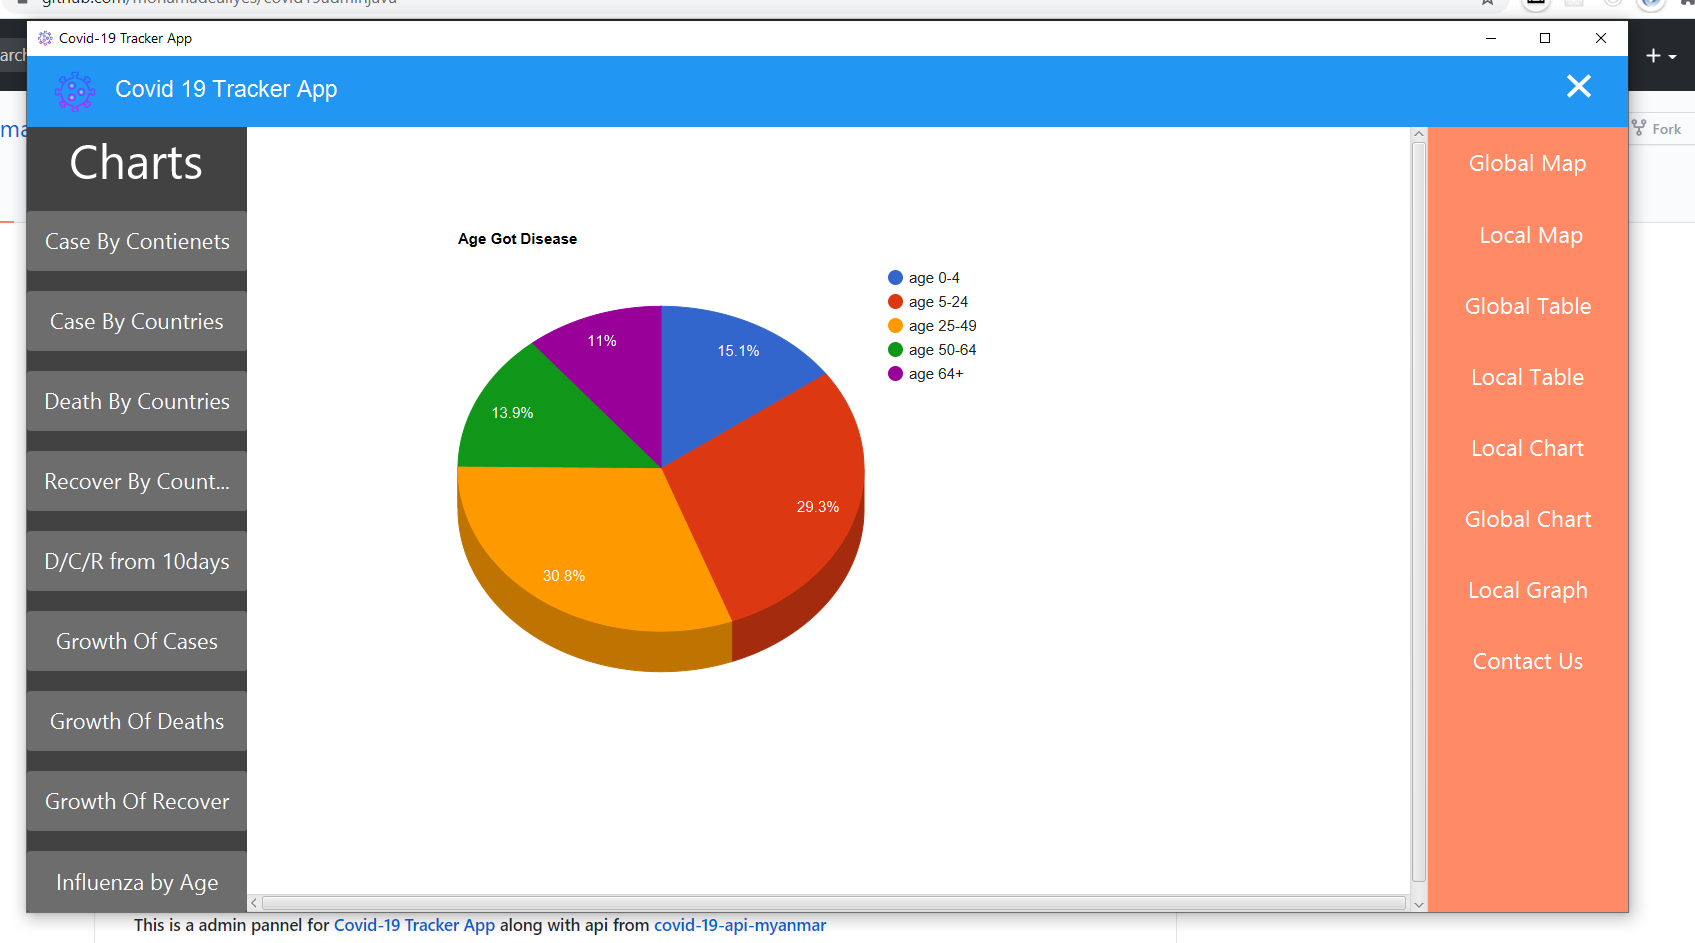 Covid-19 Tracker App
Covid 19 Tracker App
Charts
Case By Contienets
Case By Countries
Death By Countries
Recover By Count...
D/C/R from 10days
Growth Of Cases
Growth Of Deaths
Growth Of Recover
Influenza by Age
Age Got Disease
age 0-4
age 5-24
age 25-49
age 50-64
age 64+
11%
15.1%
13.9%
29.3%
30.8%
Global Map
Local Map
Global Table
Local Table
Local Chart
Global Chart
Local Graph
Contact Us
Fork
This is a admin pannel for Covid-19 Tracker App along with api from covid-19-api-myanmar